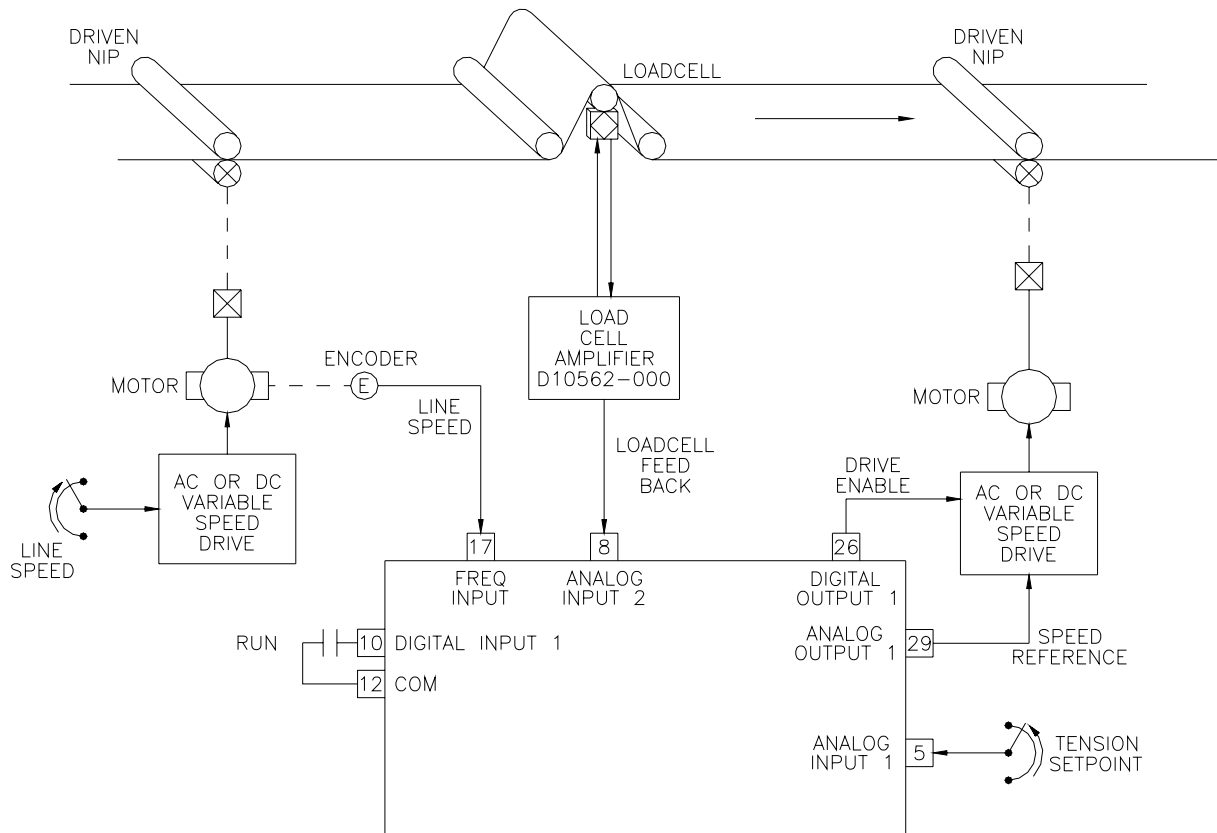 DRIVEN
NIP
LOADCELL
DRIVEN
NIP
LOAD
CELL
AMPLIFIER
D10562-000
ENCODER
MOTOR
E
LINE
SPEED
MOTOR
AC OR DC
VARIABLE
SPEED
DRIVE
LINE
SPEED
LOADCELL
FEED
BACK
DRIVE
ENABLE
AC OR DC
VARIABLE
SPEED
DRIVE
17
8
26
FREQ
INPUT
ANALOG
INPUT 2
DIGITAL
OUTPUT 1
RUN
10
DIGITAL INPUT 1
12
COM
ANALOG
OUTPUT 1
29
SPEED
REFERENCE
ANALOG
INPUT 1
5
TENSION
SETPOINT